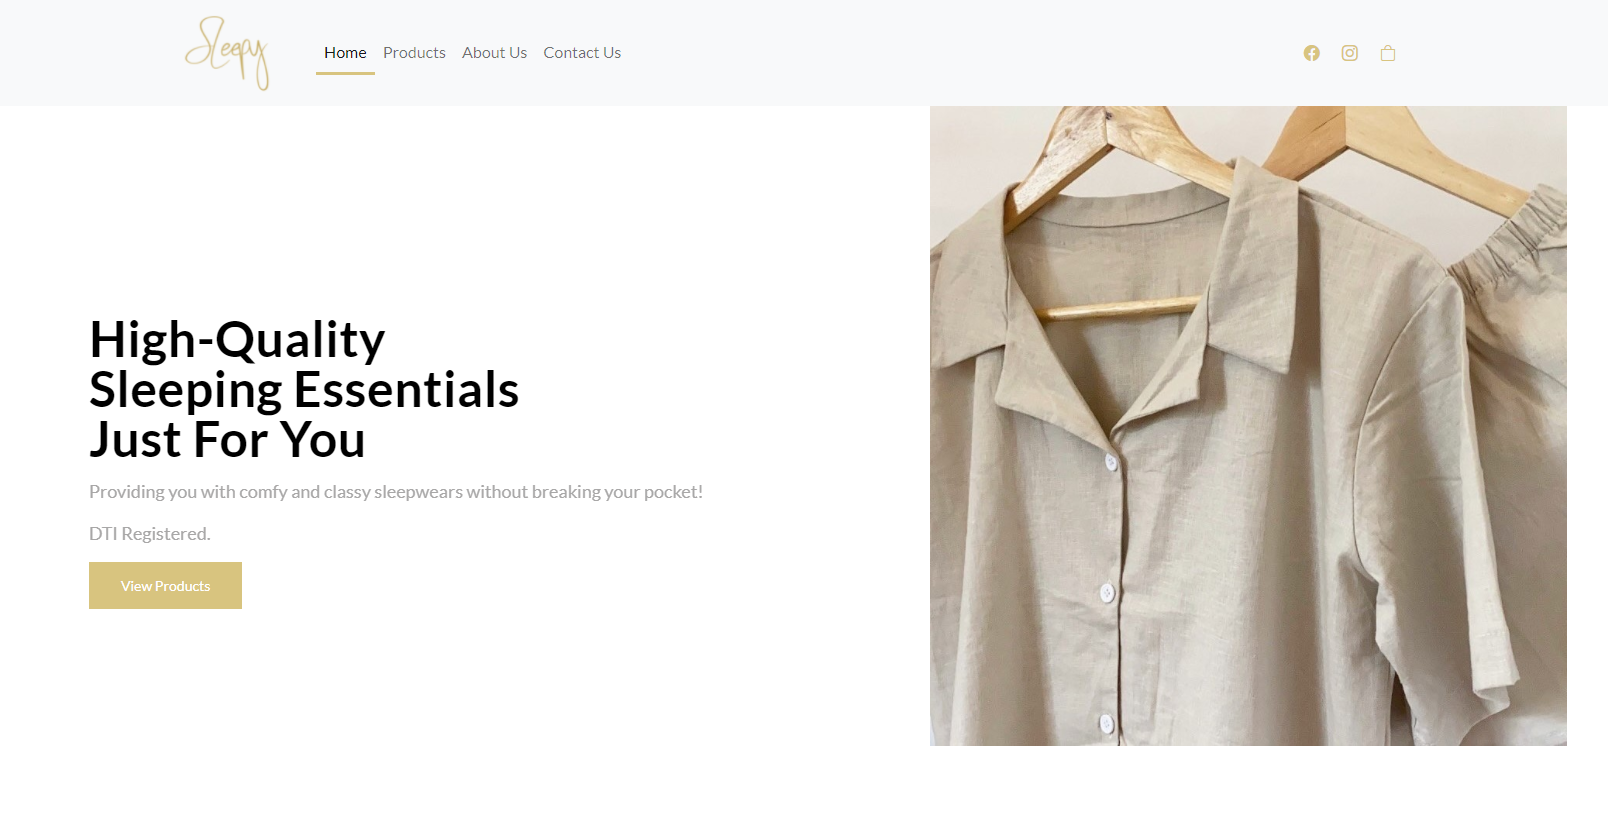 Sleepy
Home Products About Us Contact Us
High-Quality
Sleeping Essentials
Just For You
Providing you with comfy and classy sleepwears without breaking your pocket!
DTI Registered.
View Products